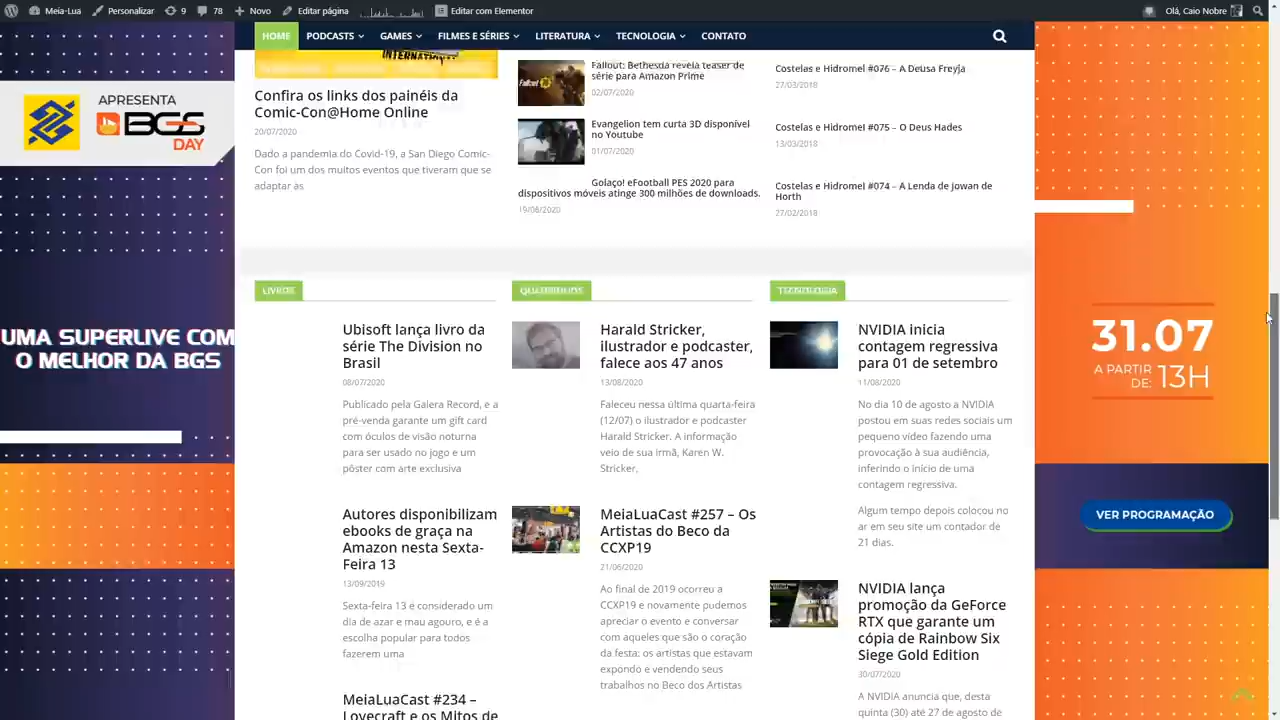 MeiaLua
9
78
Novo
Editar página
Editar com Elementor
Olá, Caio Nobre
HOME
PODCASTS
GAMES
FILMES E SÉRIES
LITERATURA
TECNOLOGIA
CONTATO
APRESENTA
BGS
DAY
UMA SUPERLIVE COM
O MELHOR DA BGS
Confira os links dos painéis da
Comic-Con@Home Online
20/07/2020
Dado a pandemia do Covid-19, a San Diego Comic-
Con foi um dos muitos eventos que tiveram que se
adaptar às
Fallout: Bethesda revela teaser de
série para Amazon Prime
02/07/2020
Evangelion tem curta 3D disponível
no Youtube
01/07/2020
Golaço! eFootball PES 2020 para
dispositivos móveis atinge 300 milhões de downloads.
19/06/2020
Costelas e Hidromel #076 – A Deusa Freyja
27/03/2018
Costelas e Hidromel #075 – O Deus Hades
13/03/2018
Costelas e Hidromel #074 – A Lenda de Jowan de
Horth
27/02/2018
LIVROS
Ubisoft lança livro da
série The Division no
Brasil
08/07/2020
Publicado pela Galera Record, e a
pré-venda garante um gift card
com óculos de visão noturna
para ser usado no jogo e um
pôster com arte exclusiva
Autores disponibilizam
ebooks de graça na
Amazon nesta Sexta-
Feira 13
13/09/2019
Sexta-feira 13 é considerado um
dia de azar e mau agouro, e é a
escolha popular para todos
fazerem uma
MeiaLuaCast #234 –
Lovecraft e os Mitos de
QUADRINHOS
Harald Stricker,
ilustrador e podcaster,
falece aos 47 anos
13/08/2020
Faleceu nessa última quarta-feira
(12/07) o ilustrador e podcaster
Harald Stricker. A informação
veio de sua irmã, Karen W.
Stricker,
MeiaLuaCast #257 – Os
Artistas do Beco da
CCXP19
21/06/2020
Ao final de 2019 ocorreu a
CCXP19 e novamente pudemos
apreciar o evento e conversar
com aqueles que são o coração
da festa: os artistas que estavam
expondo e vendendo seus
trabalhos no Beco dos Artistas
TECNOLOGIA
NVIDIA inicia
contagem regressiva
para 01 de setembro
11/08/2020
No dia 10 de agosto a NVIDIA
postou em suas redes sociais um
pequeno vídeo fazendo uma
provocação à sua audiência,
inferindo o início de uma
contagem regressiva.
Algum tempo depois colocou no
ar em seu site um contador de
21 dias.
NVIDIA lança
promoção da GeForce
RTX que garante um
cópia de Rainbow Six
Siege Gold Edition
30/07/2020
A NVIDIA anuncia que, desta
quinta (30) até 27 de agosto de
31.07
A PARTIR
DE: 13H
VER PROGRAMAÇÃO